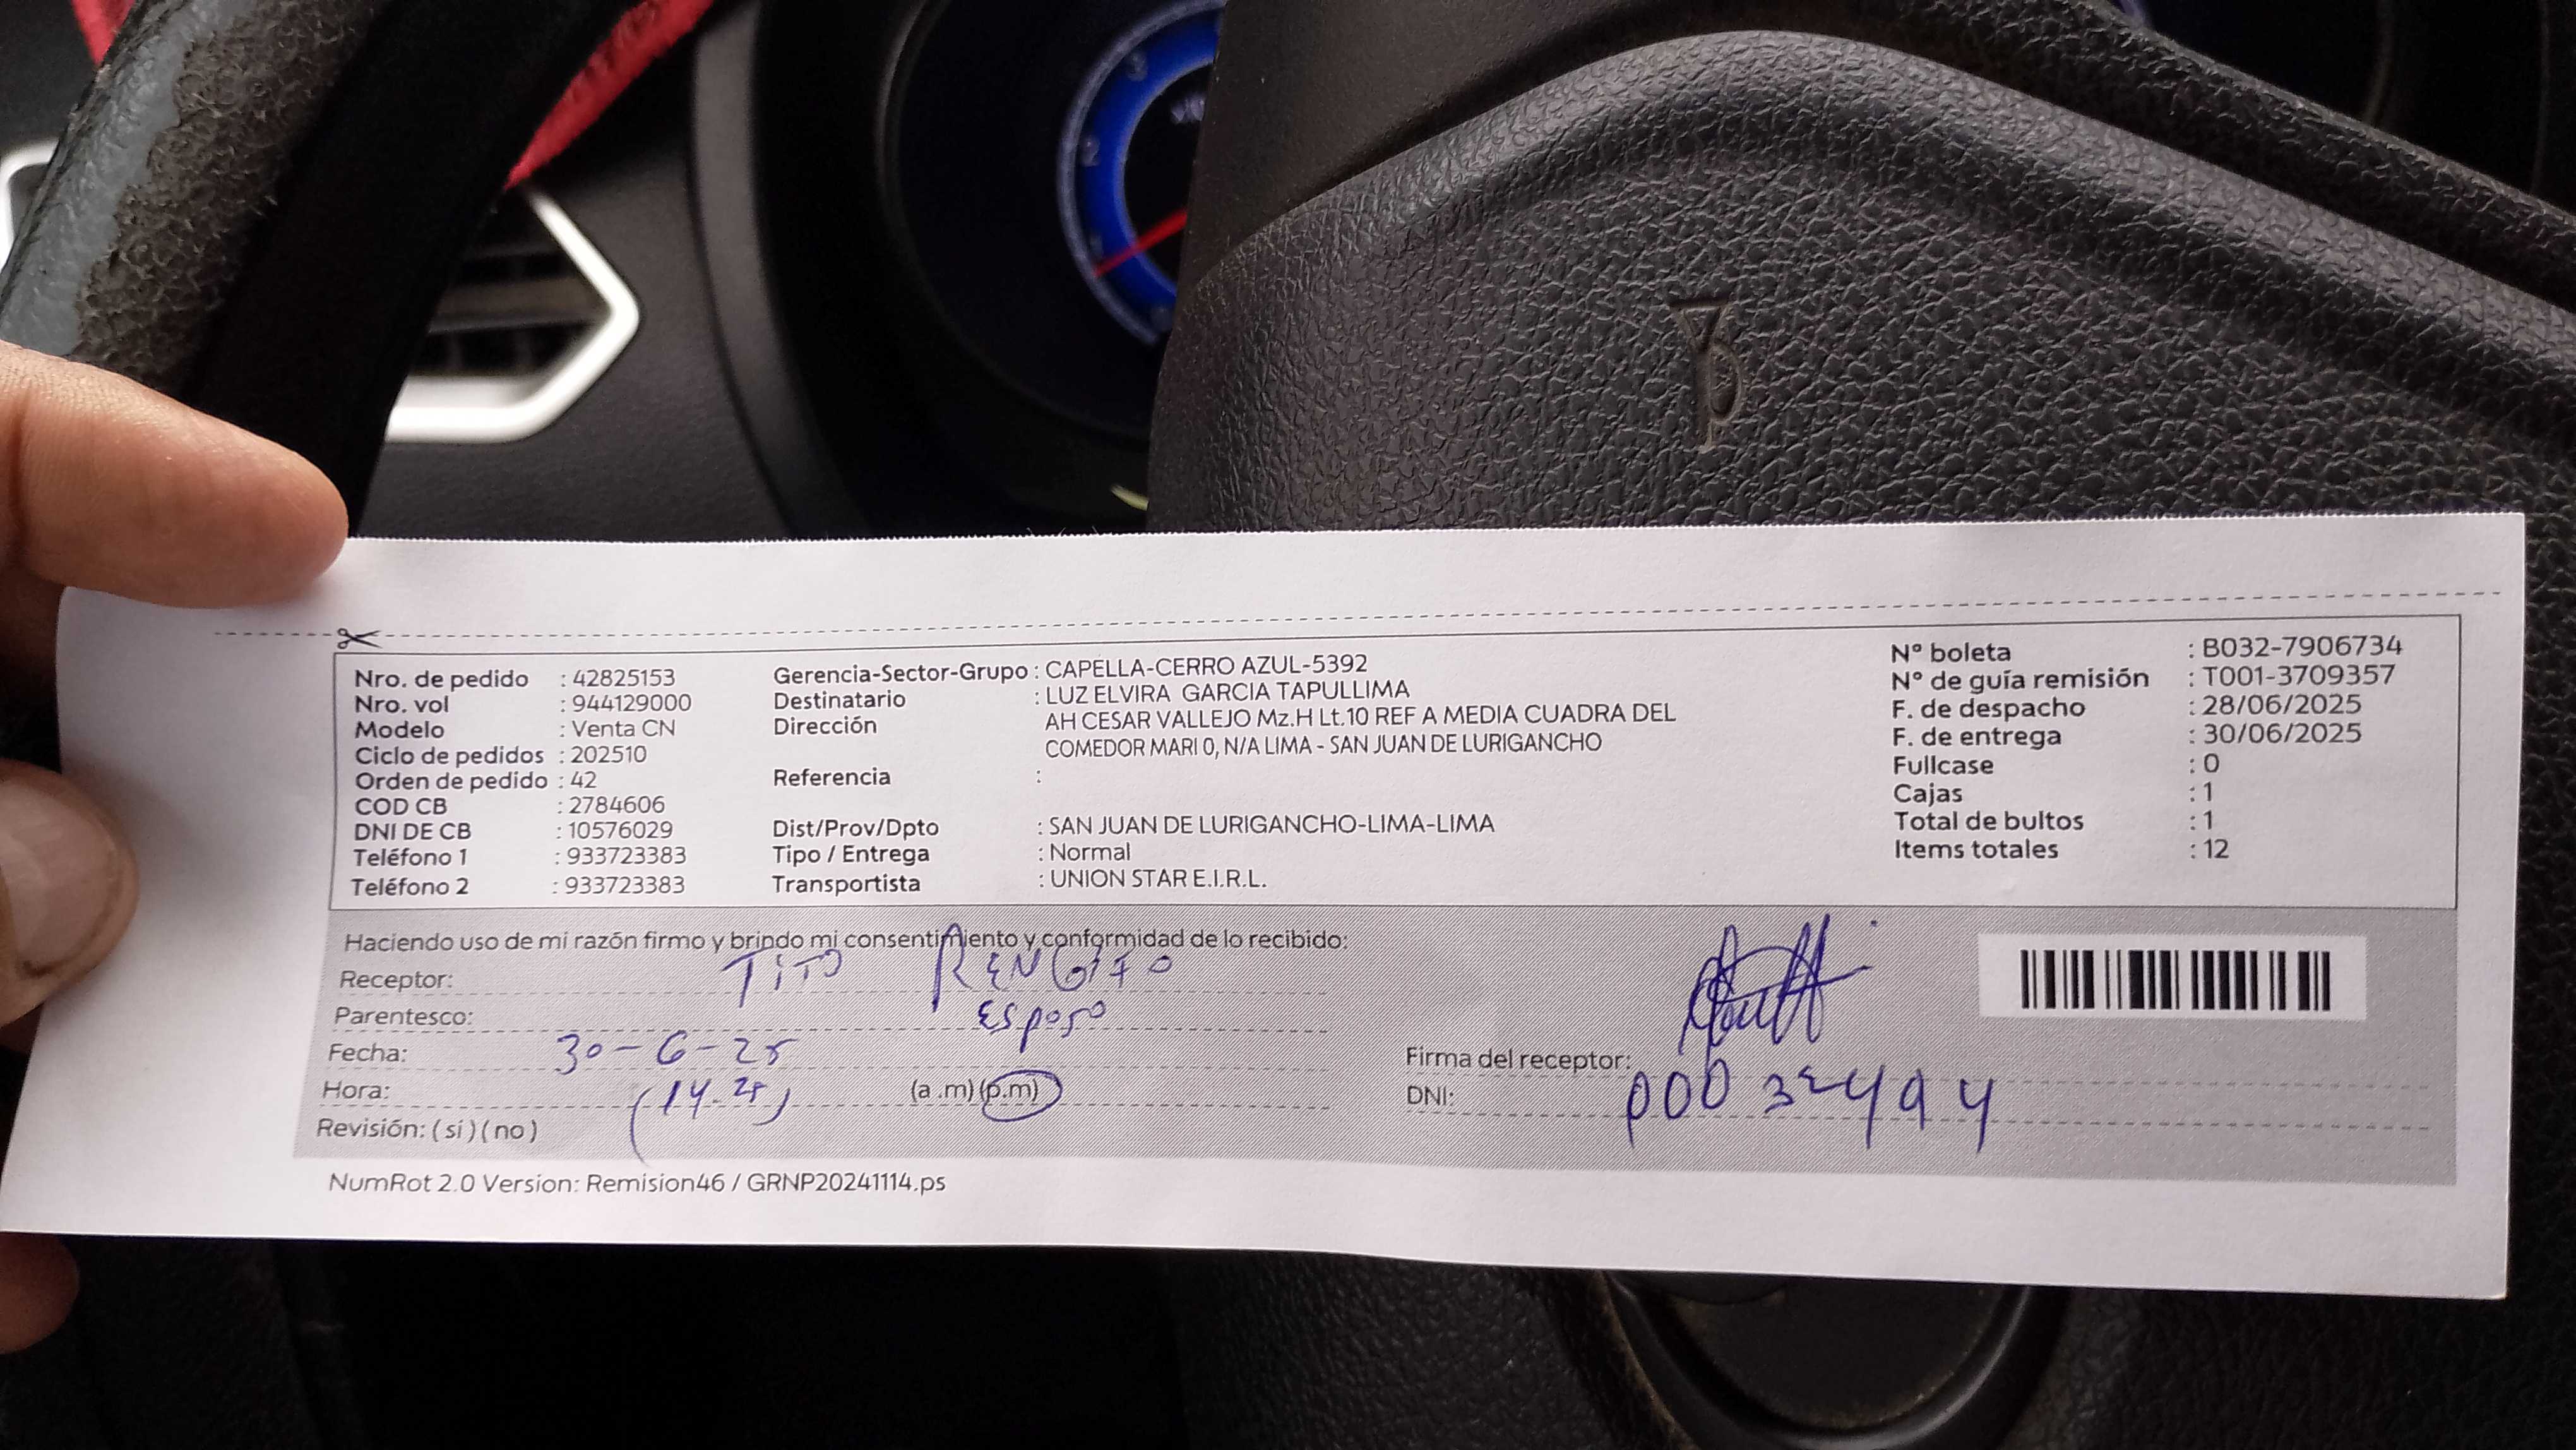 Nro. de pedido : 42825153
Nro. vol : 944129000
Modelo : Venta CN
Ciclo de pedidos : 202510
Orden de pedido : 42
COD CB : 2784606
DNI DE CB : 10576029
Teléfono 1 : 933723383
Teléfono 2 : 933723383
Gerencia-Sector-Grupo : CAPELLA-CERRO AZUL-5392
Destinatario : LUZ ELVIRA GARCIA TAPULLIMA
Dirección AH CESAR VALLEJO Mz.H Lt.10 REF A MEDIA CUADRA DEL
COMEDOR MARI 0, N/A LIMA - SAN JUAN DE LURIGANCHO
Referencia :
Dist/Prov/Dpto : SAN JUAN DE LURIGANCHO-LIMA-LIMA
Tipo / Entrega : Normal
Transportista : UNION STAR E.I.R.L.
Nº boleta : B032-7906734
Nº de guía remisión : T001-3709357
F. de despacho : 28/06/2025
F. de entrega : 30/06/2025
Fullcase : 0
Cajas : 1
Total de bultos : 1
Items totales : 12
Haciendo uso de mi razón firmo y brindo mi consentimiento y conformidad de lo recibido:
Receptor: TiTO RENGIFO
Parentesco: Esposo
Fecha: 30-6-25
Hora: (14.25) (a.m) (p.m)
Revisión: ( sí ) ( no )
Firma del receptor:
DNI: 00032494
NumRot 2.0 Version: Remision46 / GRNP20241114.ps